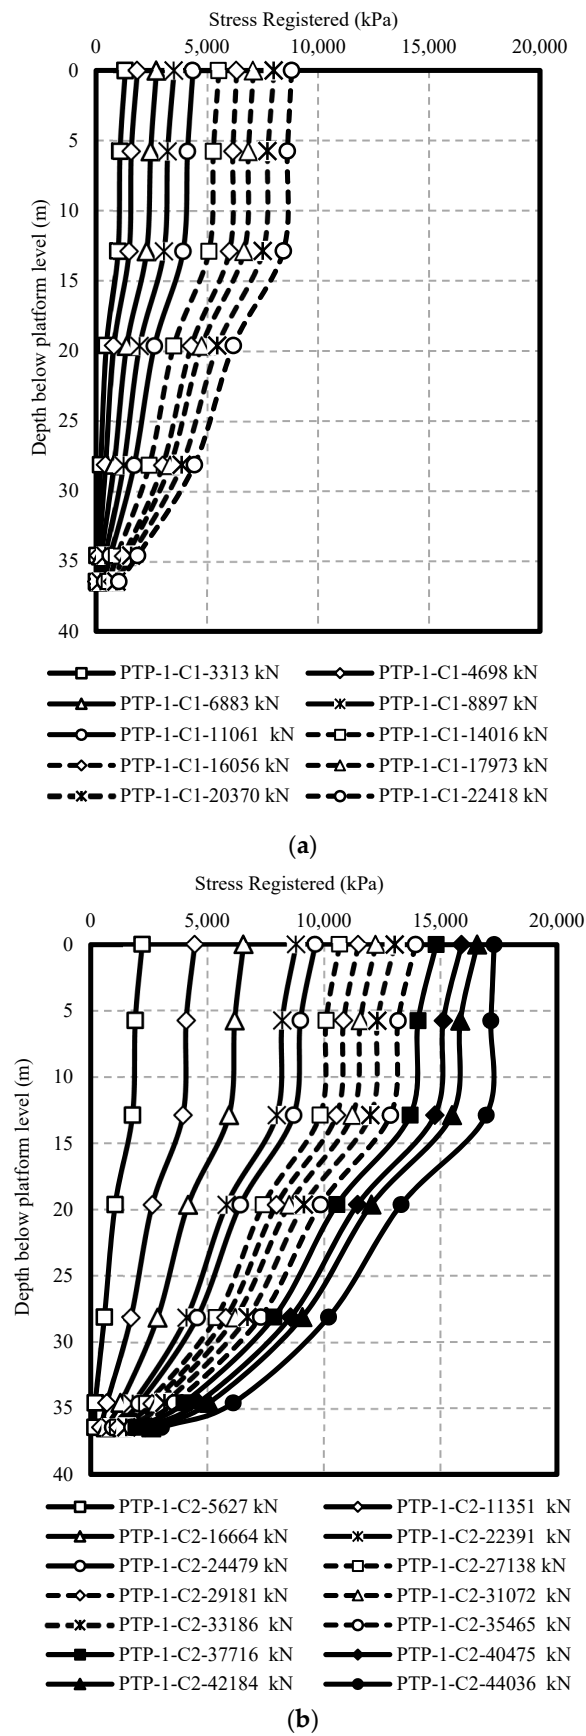 Stress Registered (kPa)
0 5,000 10,000 15,000 20,000
0
5
10
15
20
25
30
35
40
Depth below platform level (m)
PTP-1-C1-3313 kN PTP-1-C1-4698 kN
PTP-1-C1-6883 kN PTP-1-C1-8897 kN
PTP-1-C1-11061 kN PTP-1-C1-14016 kN
PTP-1-C1-16056 kN PTP-1-C1-17973 kN
PTP-1-C1-20370 kN PTP-1-C1-22418 kN
(a)
Stress Registered (kPa)
0 5,000 10,000 15,000 20,000
0
5
10
15
20
25
30
35
40
Depth below platform level (m)
PTP-1-C2-5627 kN PTP-1-C2-11351 kN
PTP-1-C2-16664 kN PTP-1-C2-22391 kN
PTP-1-C2-24479 kN PTP-1-C2-27138 kN
PTP-1-C2-29181 kN PTP-1-C2-31072 kN
PTP-1-C2-33186 kN PTP-1-C2-35465 kN
PTP-1-C2-37716 kN PTP-1-C2-40475 kN
PTP-1-C2-42184 kN PTP-1-C2-44036 kN
(b)